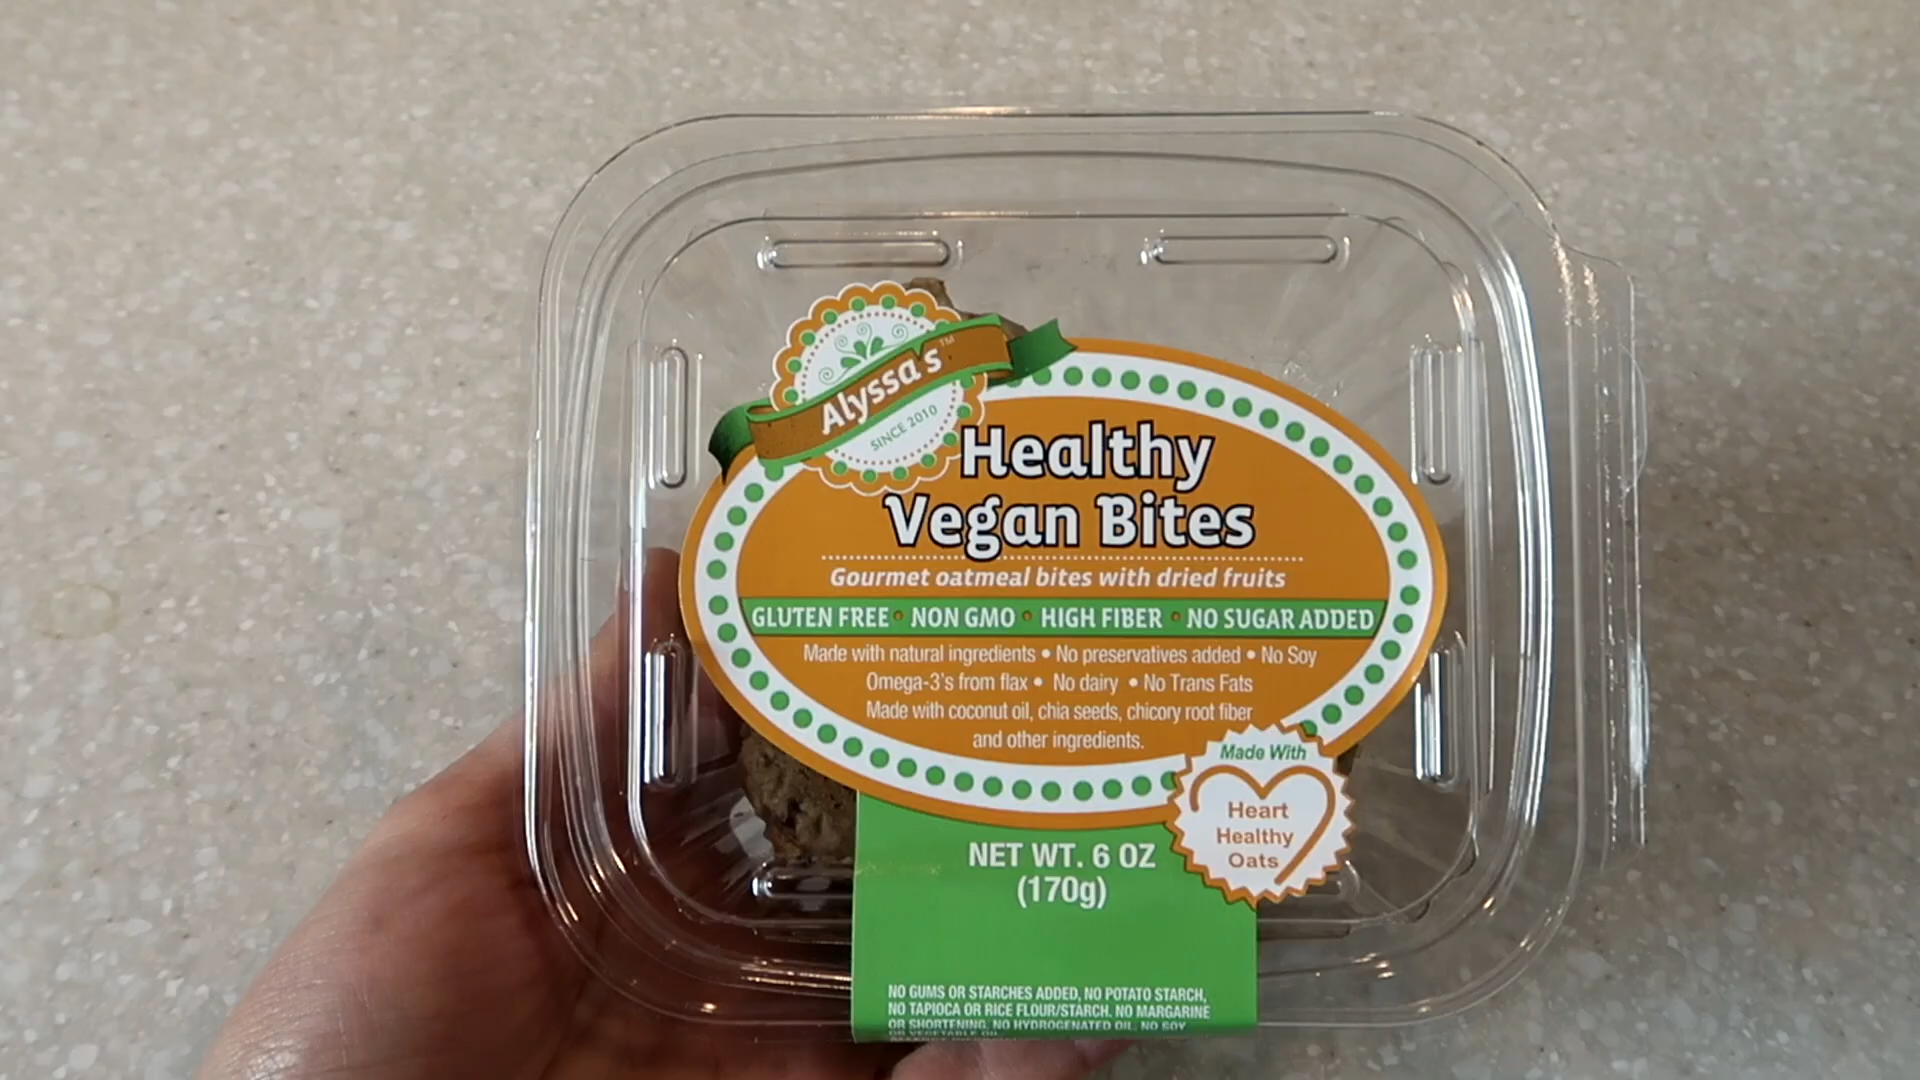 Alyssa's™
SINCE 2010
Healthy
Vegan Bites
Gourmet oatmeal bites with dried fruits
GLUTEN FREE • NON GMO • HIGH FIBER • NO SUGAR ADDED
Made with natural ingredients • No preservatives added • No Soy
Omega-3's from flax • No dairy • No Trans Fats
Made with coconut oil, chia seeds, chicory root fiber
and other ingredients.
Made With
Heart
Healthy
Oats
NET WT. 6 OZ
(170g)
NO GUMS OR STARCHES ADDED, NO POTATO STARCH,
NO TAPIOCA OR RICE FLOUR/STARCH. NO MARGARINE
OR SHORTENING. NO HYDROGENATED OIL. NO SOY
OR VEGETABLE OIL